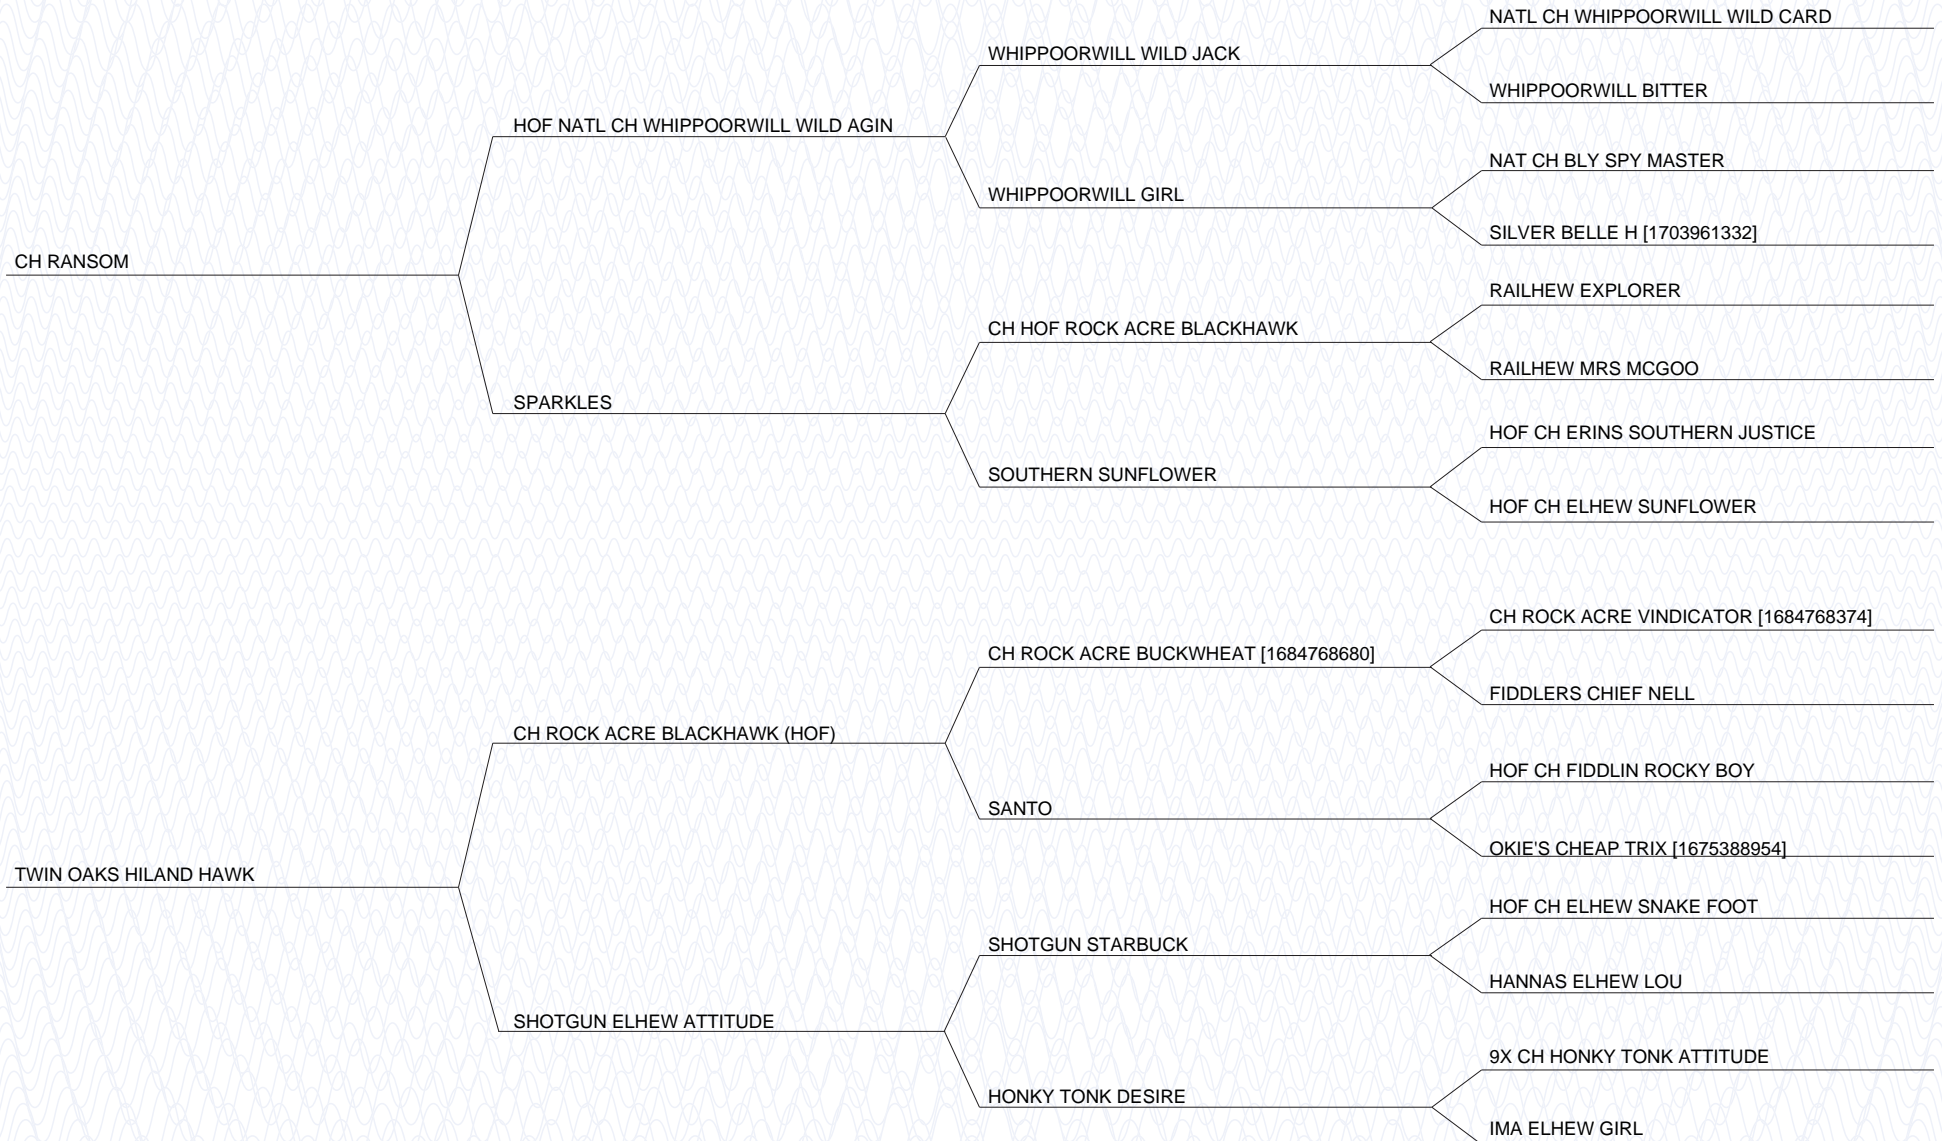 NATL CH WHIPPOORWILL WILD CARD
WHIPPOORWILL WILD JACK
WHIPPOORWILL BITTER
HOF NATL CH WHIPPOORWILL WILD AGIN
NAT CH BLY SPY MASTER
WHIPPOORWILL GIRL
SILVER BELLE H [1703961332]
CH RANSOM
RAILHEW EXPLORER
CH HOF ROCK ACRE BLACKHAWK
RAILHEW MRS MCGOO
SPARKLES
HOF CH ERINS SOUTHERN JUSTICE
SOUTHERN SUNFLOWER
HOF CH ELHEW SUNFLOWER
CH ROCK ACRE VINDICATOR [1684768374]
CH ROCK ACRE BUCKWHEAT [1684768680]
FIDDLERS CHIEF NELL
CH ROCK ACRE BLACKHAWK (HOF)
HOF CH FIDDLIN ROCKY BOY
SANTO
OKIE'S CHEAP TRIX [1675388954]
TWIN OAKS HILAND HAWK
HOF CH ELHEW SNAKE FOOT
SHOTGUN STARBUCK
HANNAS ELHEW LOU
SHOTGUN ELHEW ATTITUDE
9X CH HONKY TONK ATTITUDE
HONKY TONK DESIRE
IMA ELHEW GIRL